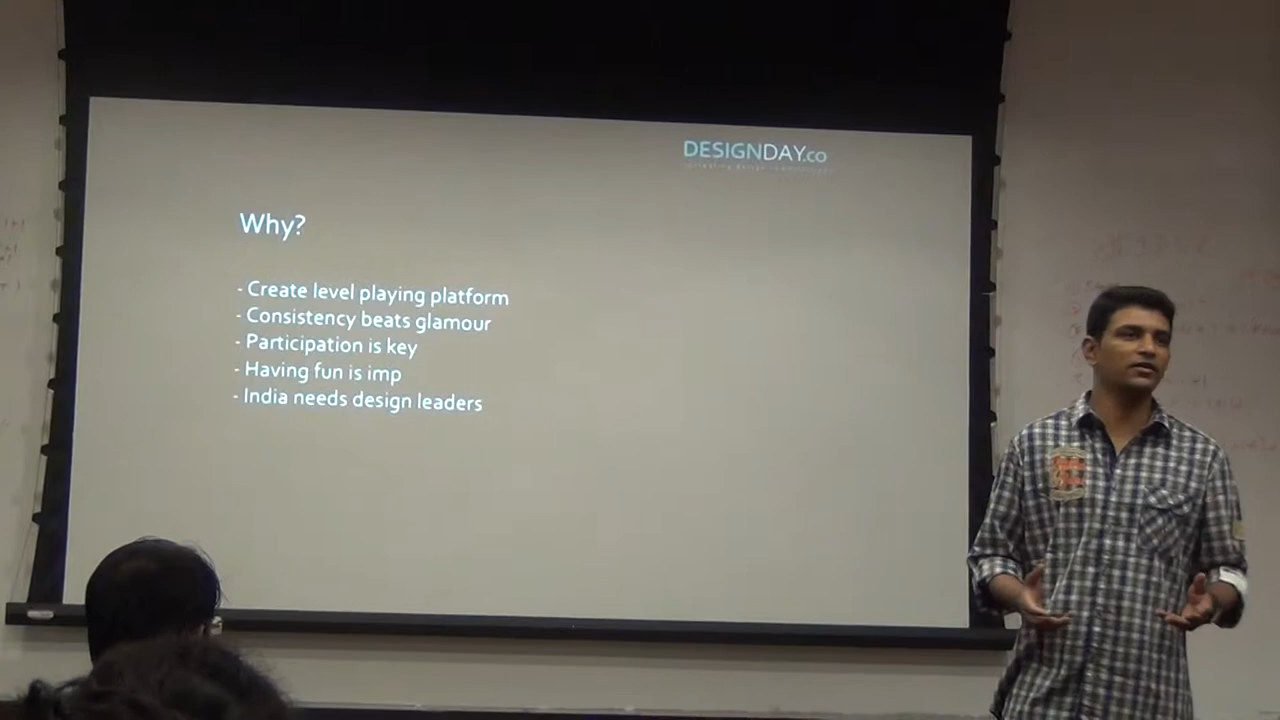 DESIGNDAY.co
Why?
- Create level playing platform
- Consistency beats glamour
- Participation is key
- Having fun is imp
- India needs design leaders